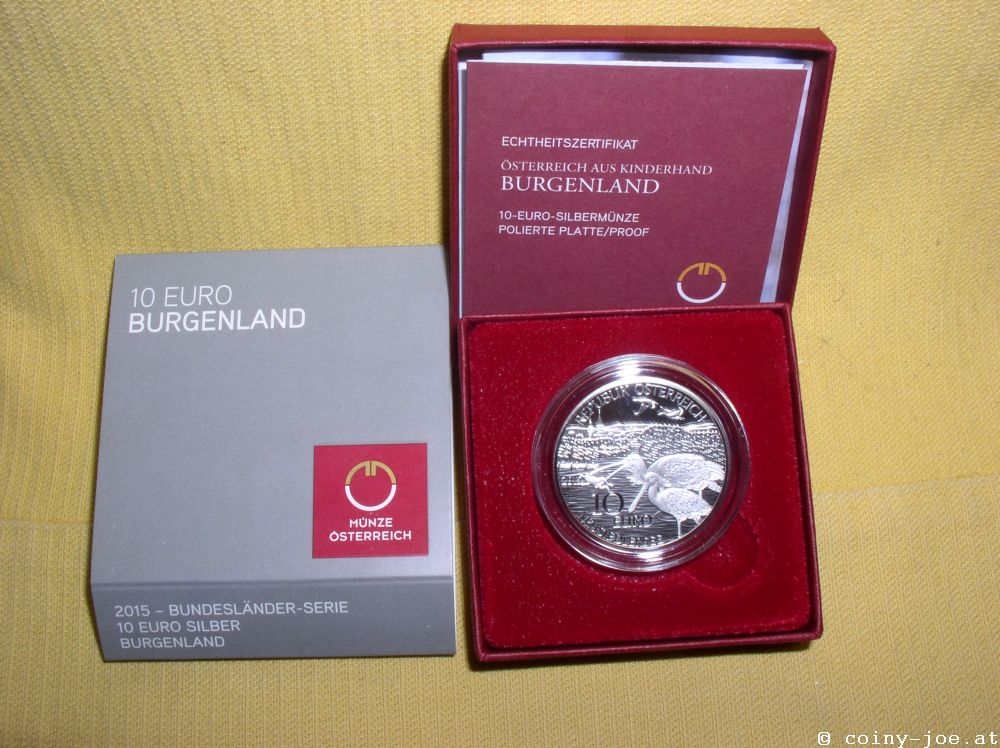 10 EURO
BURGENLAND
MÜNZE
ÖSTERREICH
2015 – BUNDESLÄNDER-SERIE
10 EURO SILBER
BURGENLAND
ECHTHEITSZERTIFIKAT
ÖSTERREICH AUS KINDERHAND
BURGENLAND
10-EURO-SILBERMÜNZE
POLIERTE PLATTE/PROOF
REPUBLIK ÖSTERREICH
10
EURO
© coiny-joe.at